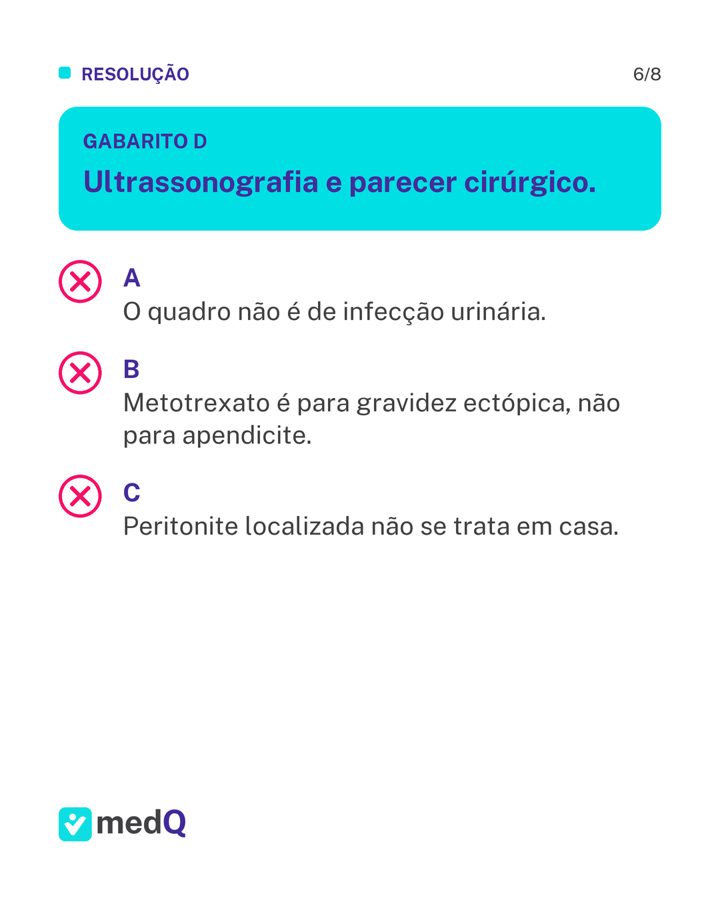 RESOLUÇÃO
6/8
GABARITO D
Ultrassonografia e parecer cirúrgico.
A
O quadro não é de infecção urinária.
B
Metotrexato é para gravidez ectópica, não
para apendicite.
C
Peritonite localizada não se trata em casa.
medQ